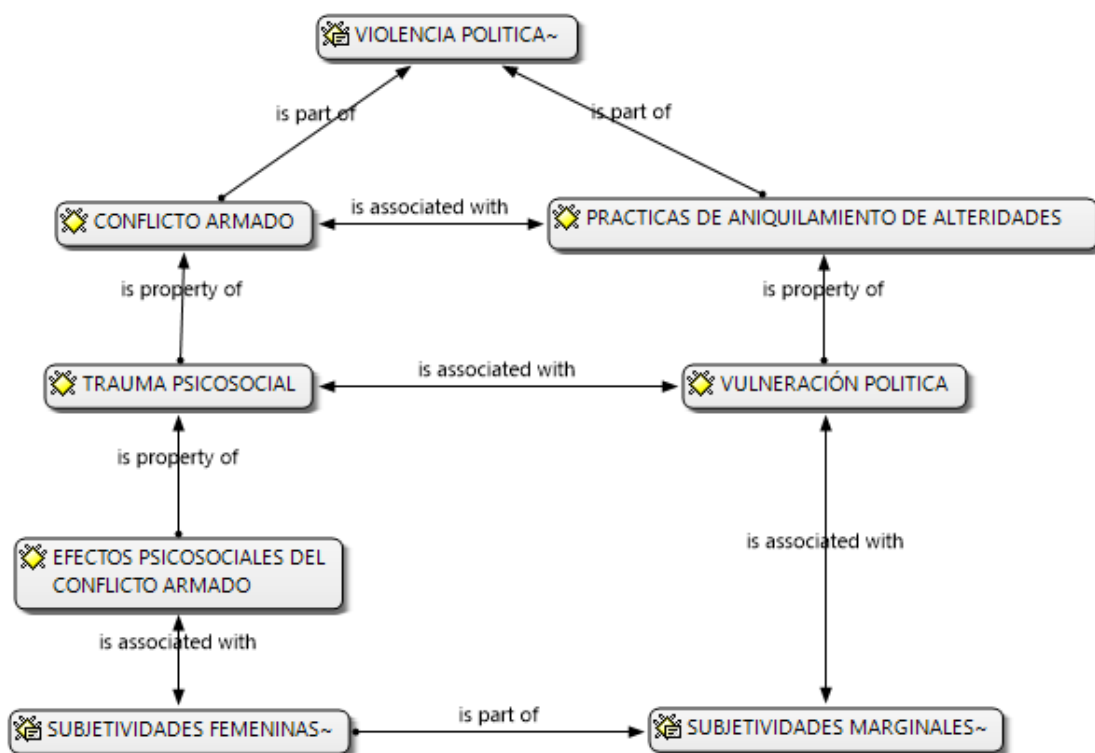 VIOLENCIA POLITICA~
is part of
is part of
CONFLICTO ARMADO
is associated with
PRACTICAS DE ANIQUILAMIENTO DE ALTERIDADES
is property of
is property of
TRAUMA PSICOSOCIAL
is associated with
VULNERACIÓN POLITICA
is property of
EFECTOS PSICOSOCIALES DEL
CONFLICTO ARMADO
is associated with
is associated with
SUBJETIVIDADES FEMENINAS~
is part of
SUBJETIVIDADES MARGINALES~